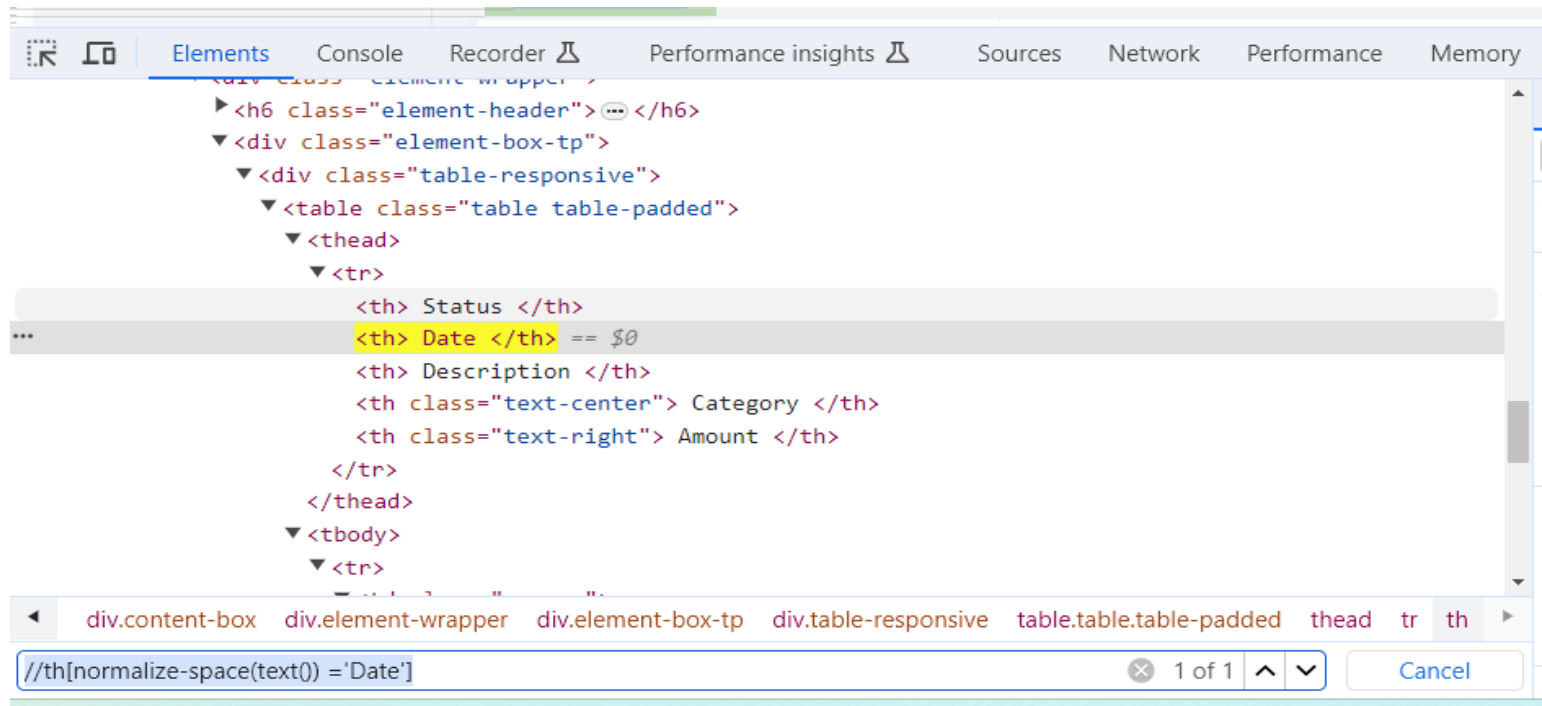 Elements Console Recorder Performance insights Sources Network Performance Memory
<div class="element-wrapper">
<h6 class="element-header">…</h6>
<div class="element-box-tp">
<div class="table-responsive">
<table class="table table-padded">
<thead>
<tr>
<th> Status </th>
… <th> Date </th> == $0
<th> Description </th>
<th class="text-center"> Category </th>
<th class="text-right"> Amount </th>
</tr>
</thead>
<tbody>
<tr>
div.content-box div.element-wrapper div.element-box-tp div.table-responsive table.table.table-padded thead tr th
//th[normalize-space(text()) ='Date'] 1 of 1 Cancel